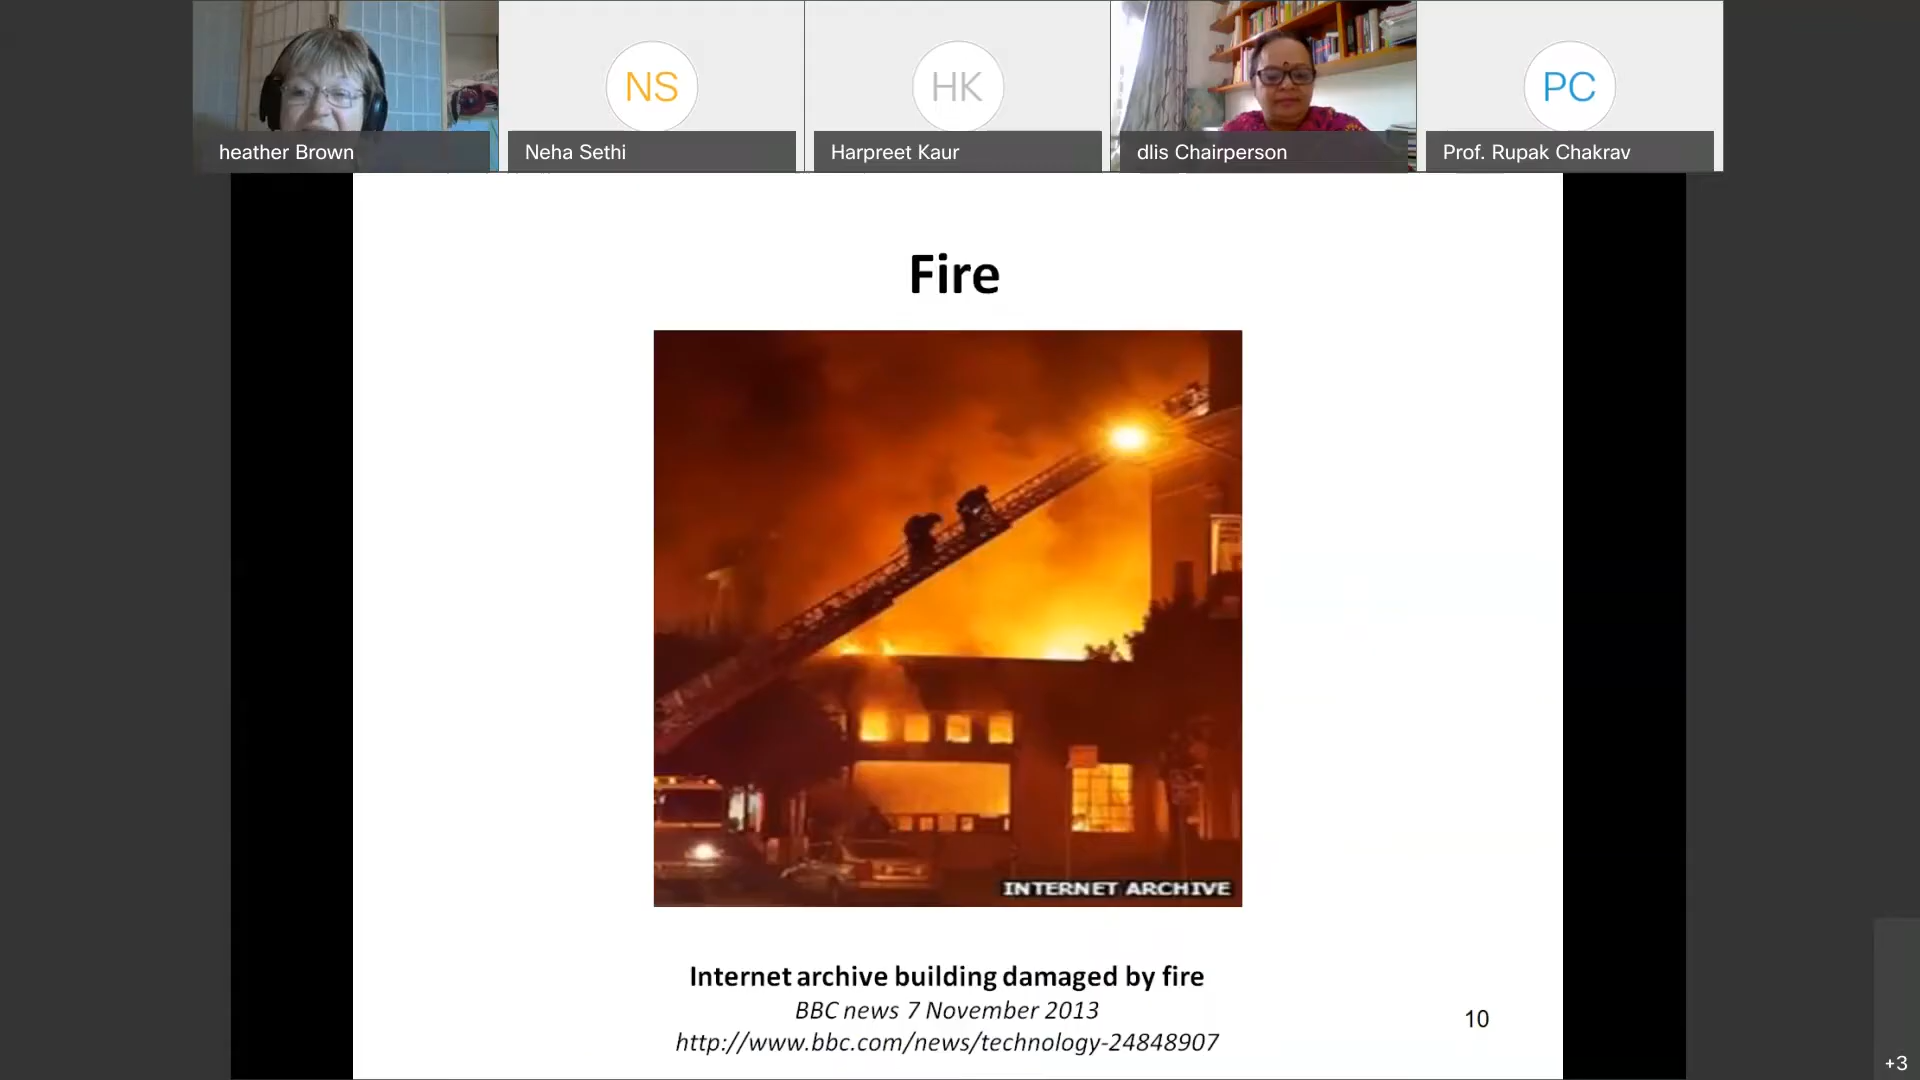 NS
HK
PC
heather Brown
Neha Sethi
Harpreet Kaur
dlis Chairperson
Prof. Rupak Chakrav
Fire
INTERNET ARCHIVE
Internet archive building damaged by fire
BBC news 7 November 2013
http://www.bbc.com/news/technology-24848907
10
+3